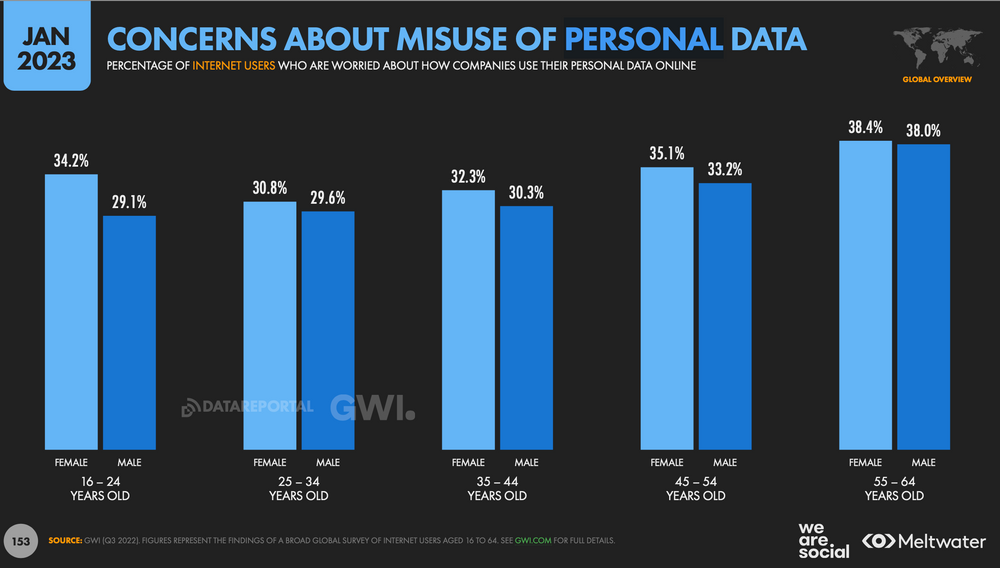 JAN
2023
CONCERNS ABOUT MISUSE OF PERSONAL DATA
PERCENTAGE OF INTERNET USERS WHO ARE WORRIED ABOUT HOW COMPANIES USE THEIR PERSONAL DATA ONLINE
GLOBAL OVERVIEW
34.2%
29.1%
30.8%
29.6%
32.3%
30.3%
35.1%
33.2%
38.4%
38.0%
DATAREPORTAL
GWI.
FEMALE MALE FEMALE MALE FEMALE MALE FEMALE MALE FEMALE MALE
16 – 24 25 – 34 35 – 44 45 – 54 55 – 64
YEARS OLD YEARS OLD YEARS OLD YEARS OLD YEARS OLD
153
SOURCE: GWI (Q3 2022). FIGURES REPRESENT THE FINDINGS OF A BROAD GLOBAL SURVEY OF INTERNET USERS AGED 16 TO 64. SEE GWI.COM FOR FULL DETAILS.
we
are
social
Meltwater